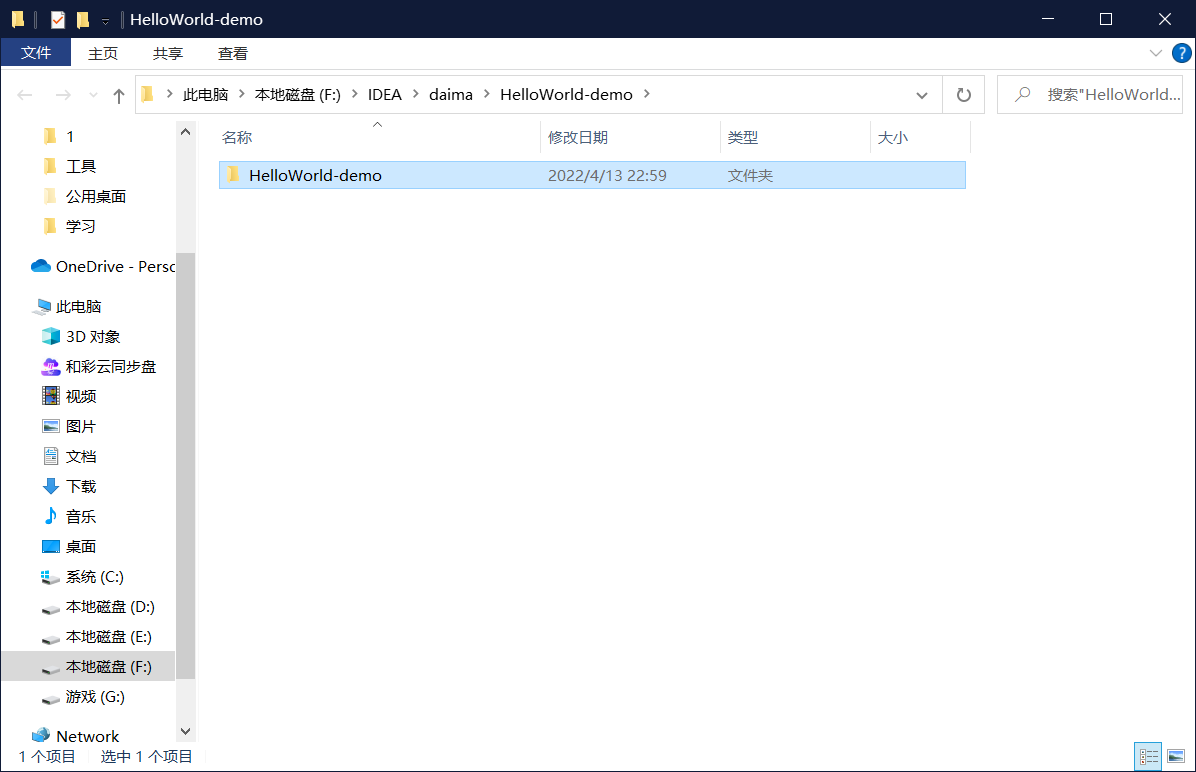 HelloWorld-demo
文件 主页 共享 查看
此电脑 本地磁盘 (F:) IDEA daima HelloWorld-demo 搜索"HelloWorld...
名称 修改日期 类型 大小
HelloWorld-demo 2022/4/13 22:59 文件夹
1
工具
公用桌面
学习
OneDrive - Persc
此电脑
3D 对象
和彩云同步盘
视频
图片
文档
下载
音乐
桌面
系统 (C:)
本地磁盘 (D:)
本地磁盘 (E:)
本地磁盘 (F:)
游戏 (G:)
Network
1 个项目 选中 1 个项目